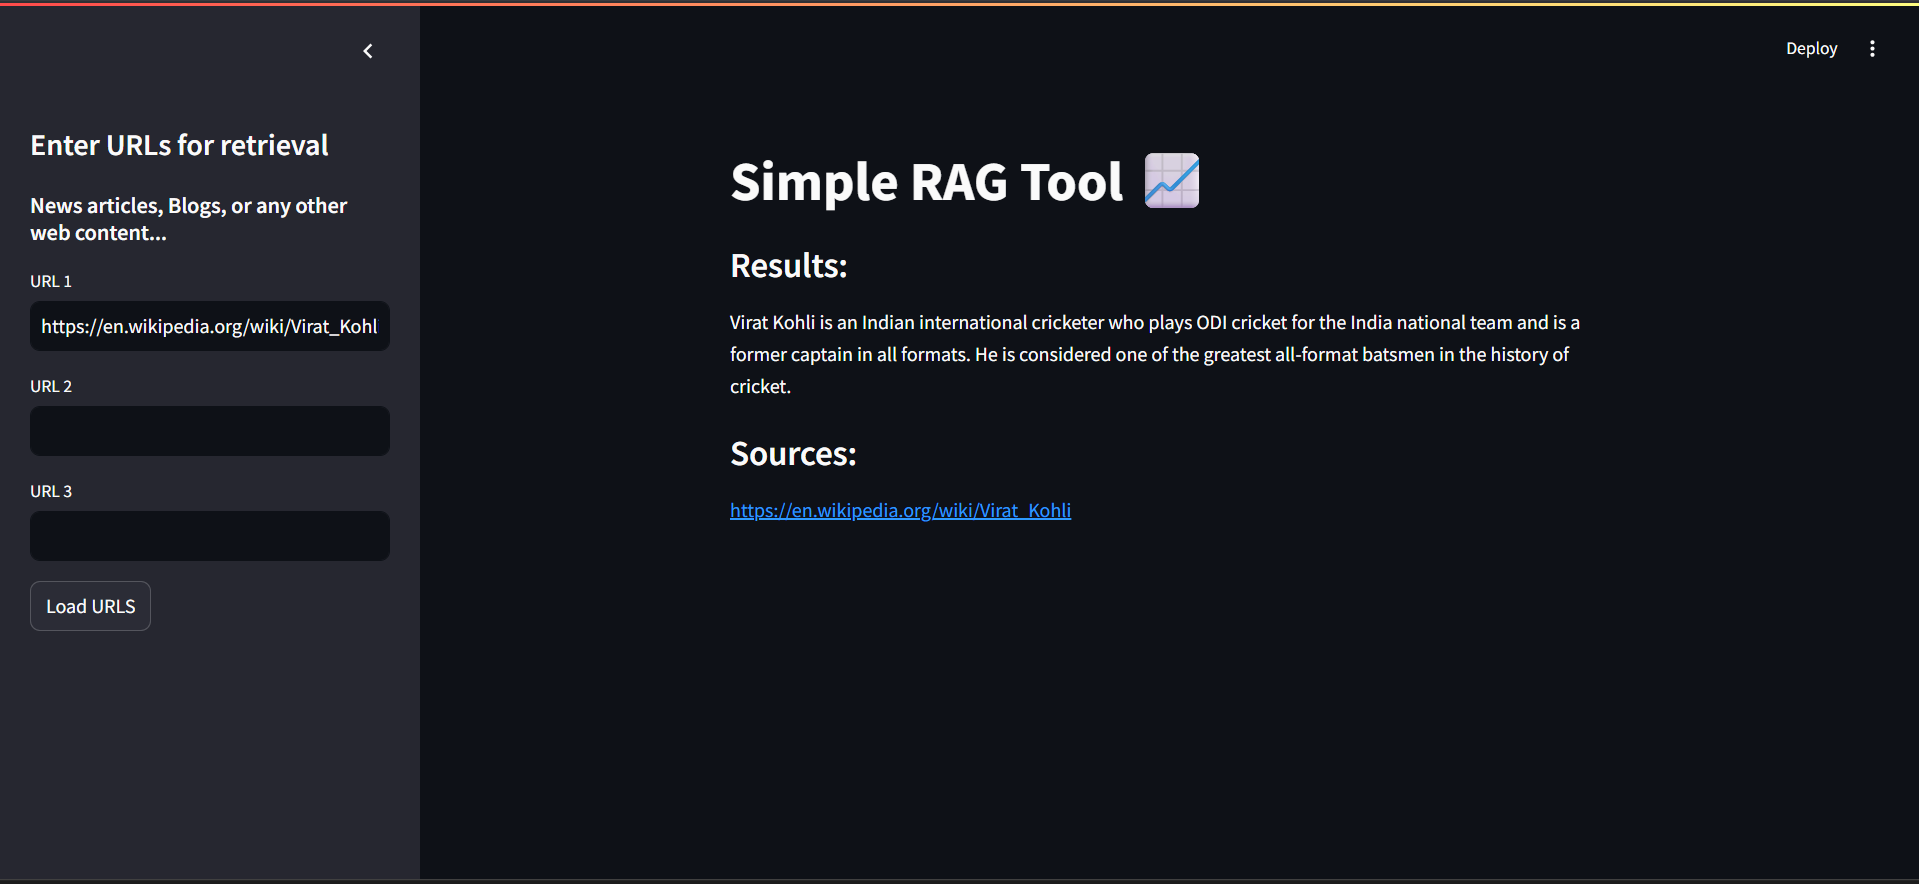 Deploy
Enter URLs for retrieval
News articles, Blogs, or any other
web content...
URL 1
https://en.wikipedia.org/wiki/Virat_Kohl
URL 2
URL 3
Load URLS
Simple RAG Tool
Results:
Virat Kohli is an Indian international cricketer who plays ODI cricket for the India national team and is a
former captain in all formats. He is considered one of the greatest all-format batsmen in the history of
cricket.
Sources:
https://en.wikipedia.org/wiki/Virat_Kohli